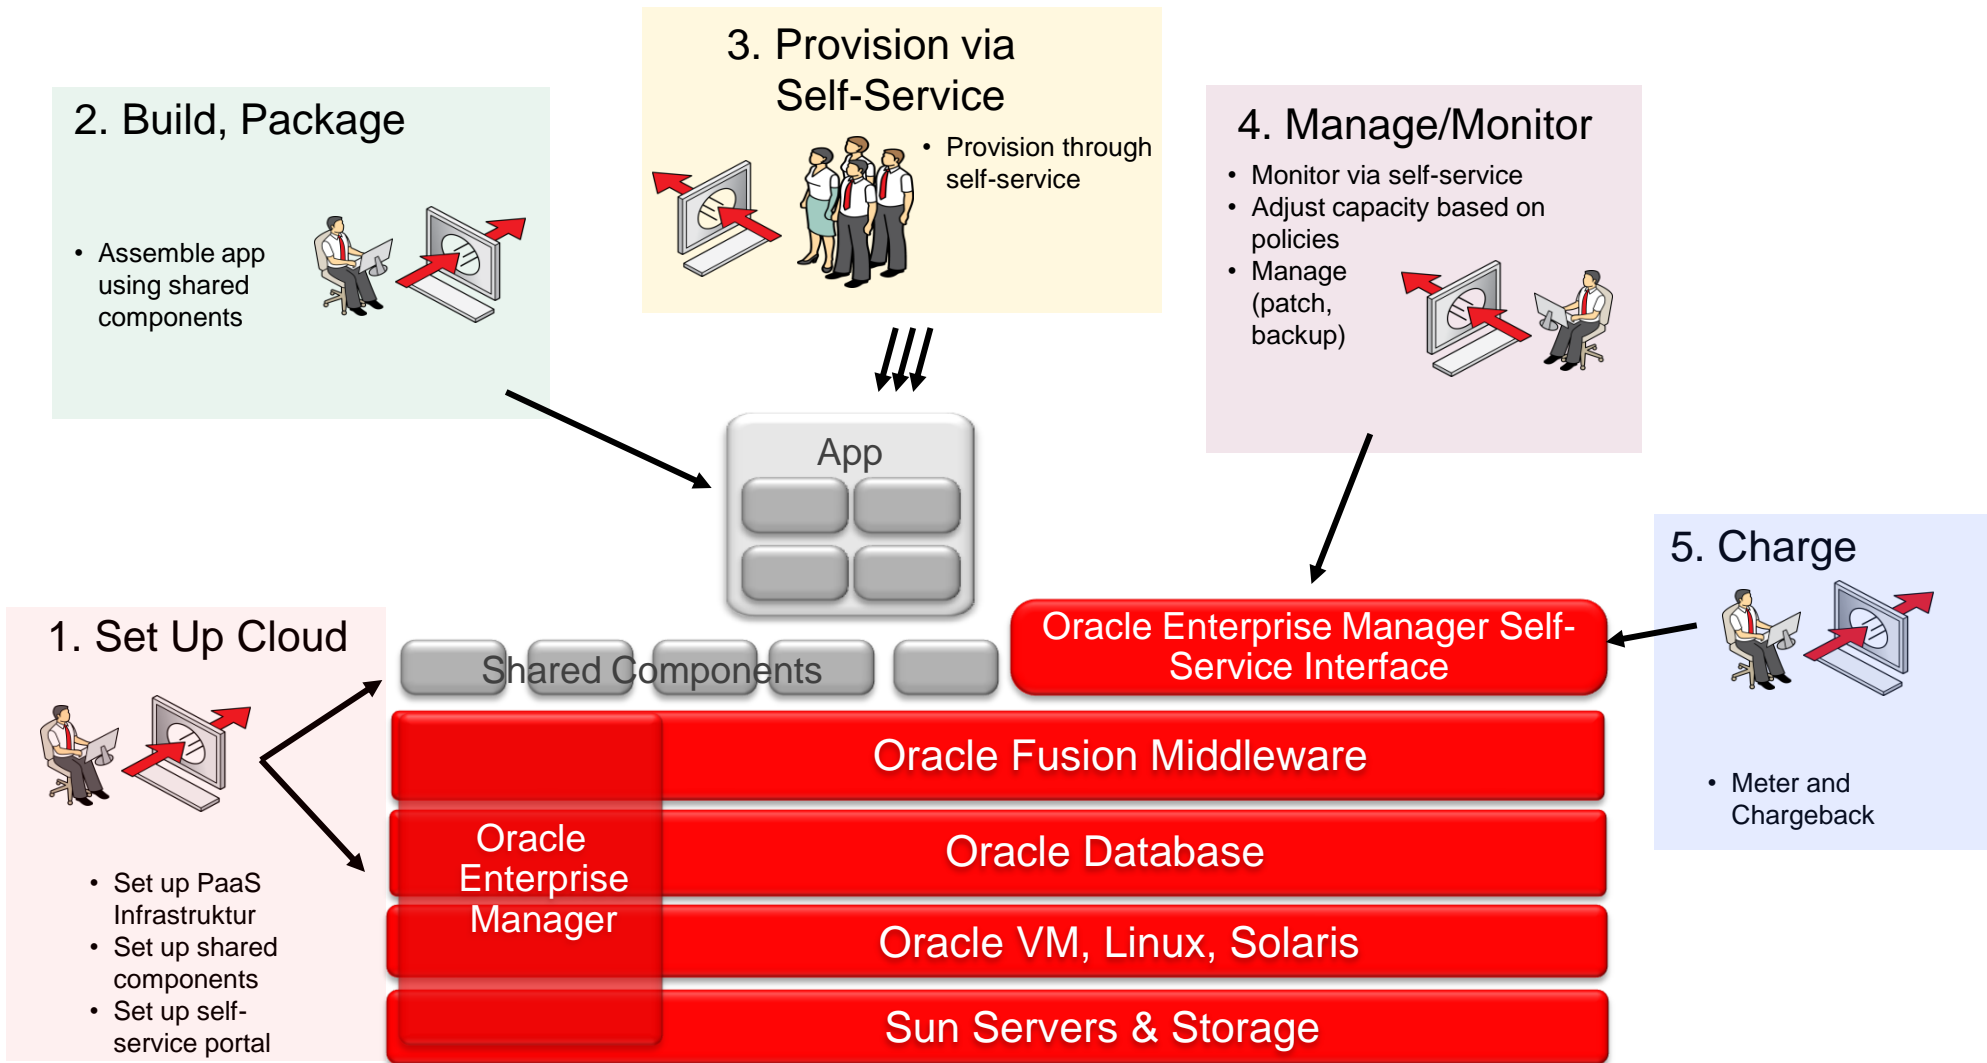 3. Provision via
Self-Service
• Provision through
self-service
2. Build, Package
• Assemble app
using shared
components
4. Manage/Monitor
• Monitor via self-service
• Adjust capacity based on
policies
• Manage
(patch,
backup)
App
5. Charge
• Meter and
Chargeback
1. Set Up Cloud
• Set up PaaS
Infrastruktur
• Set up shared
components
• Set up self-
service portal
Shared Components
Oracle Enterprise Manager Self-
Service Interface
Oracle Fusion Middleware
Oracle
Enterprise
Manager
Oracle Database
Oracle VM, Linux, Solaris
Sun Servers & Storage